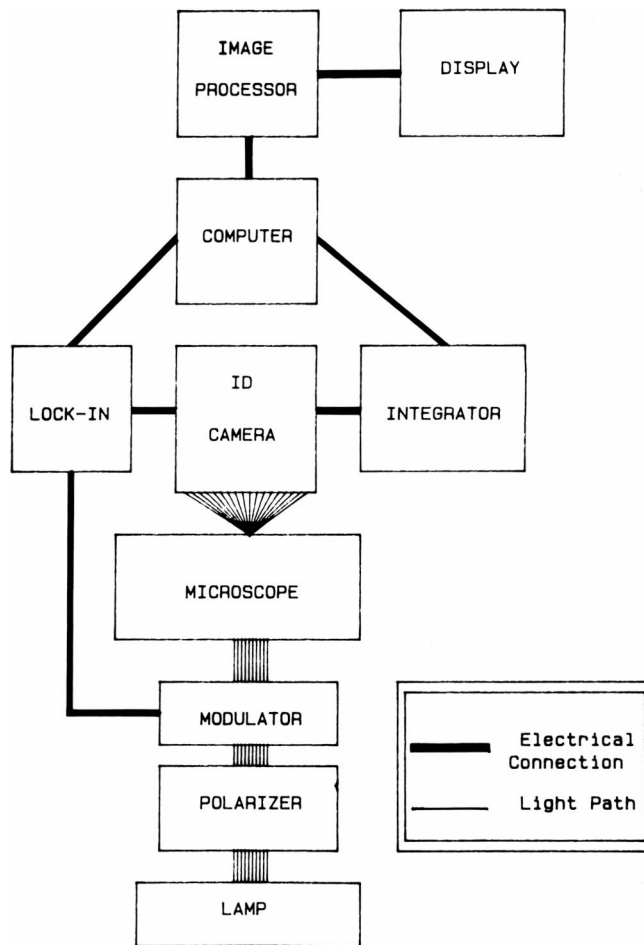 IMAGE
PROCESSOR
DISPLAY
COMPUTER
LOCK-IN
ID
CAMERA
INTEGRATOR
MICROSCOPE
MODULATOR
POLARIZER
LAMP
Electrical
Connection
Light Path